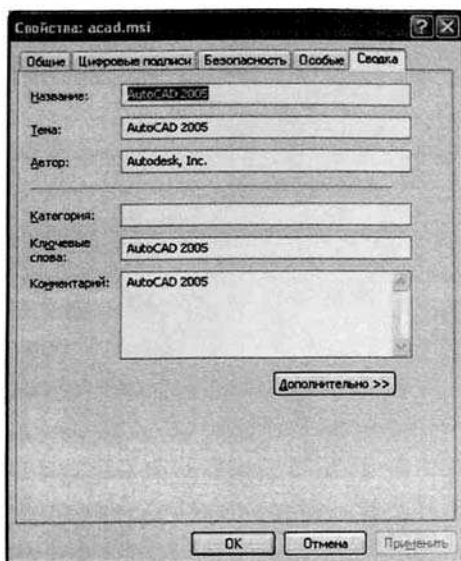 Свойства: acad.msi
Общие Цифровые подписи Безопасность Особые Сводка
Название: AutoCAD 2005
Тема: AutoCAD 2005
Автор: Autodesk, Inc.
Категория:
Ключевые слова: AutoCAD 2005
Комментарий: AutoCAD 2005
Дополнительно >>
OK Отмена Применить